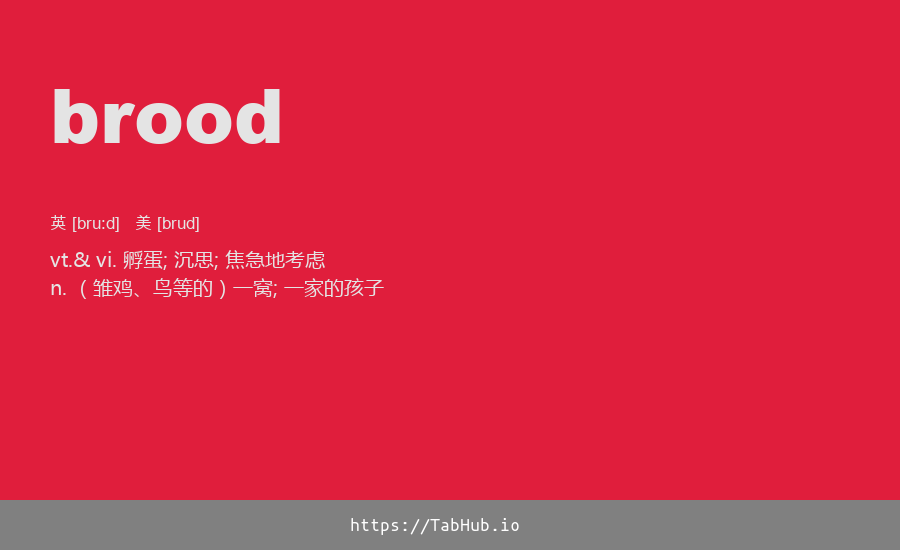 brood
英 [bru:d] 美 [brud]
vt.& vi. 孵蛋; 沉思; 焦急地考虑
n. （雏鸡、鸟等的）一窝; 一家的孩子
https://TabHub.io